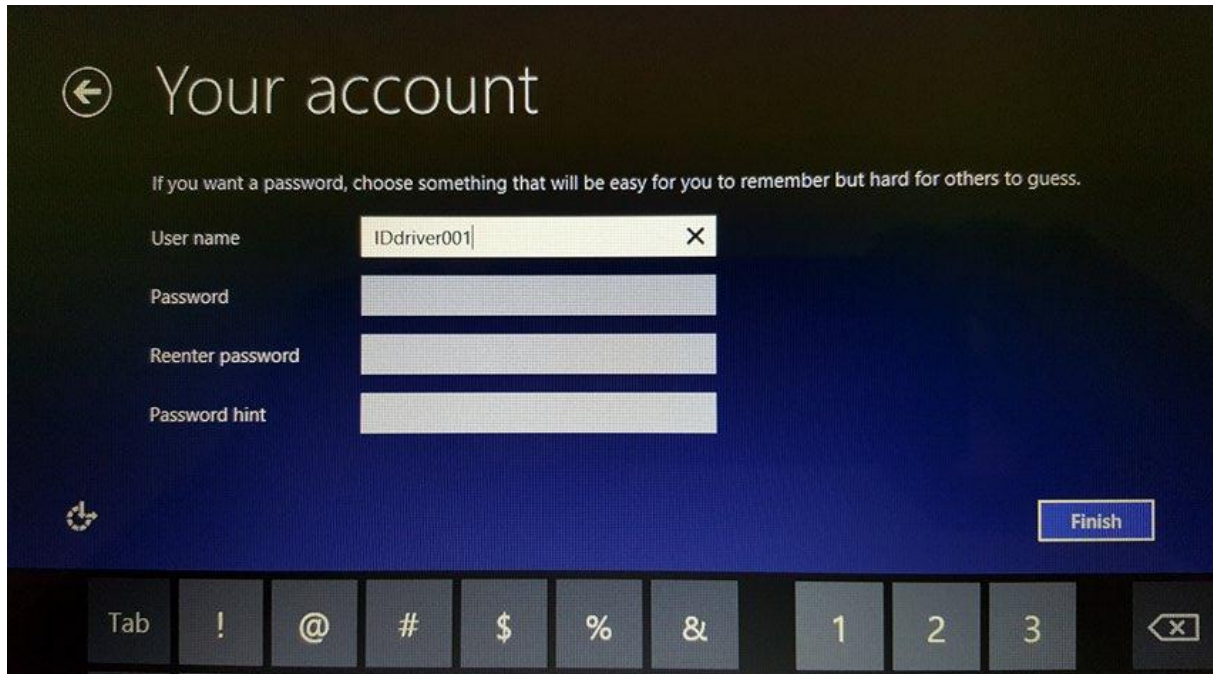 Your account
If you want a password, choose something that will be easy for you to remember but hard for others to guess.
User name IDdriver001
Password
Reenter password
Password hint
Finish
Tab ! @ # $ % & 1 2 3